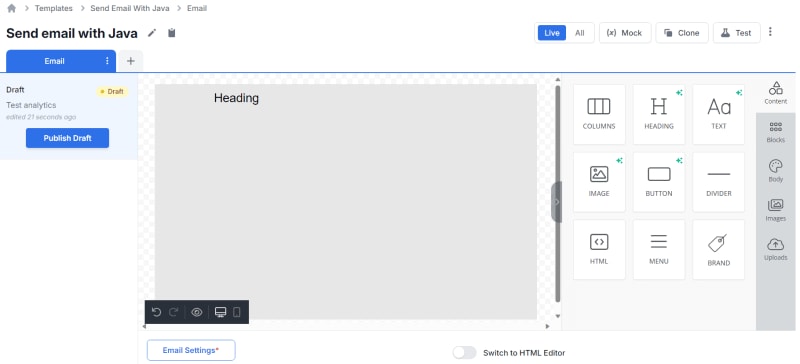 Templates > Send Email With Java > Email
Send email with Java
Live All (x) Mock Clone Test
Email
Draft Draft
Test analytics
edited 21 seconds ago
Publish Draft
Heading
COLUMNS HEADING Aa TEXT
IMAGE BUTTON DIVIDER
HTML MENU BRAND
Content
Blocks
Body
Images
Uploads
Email Settings*
Switch to HTML Editor